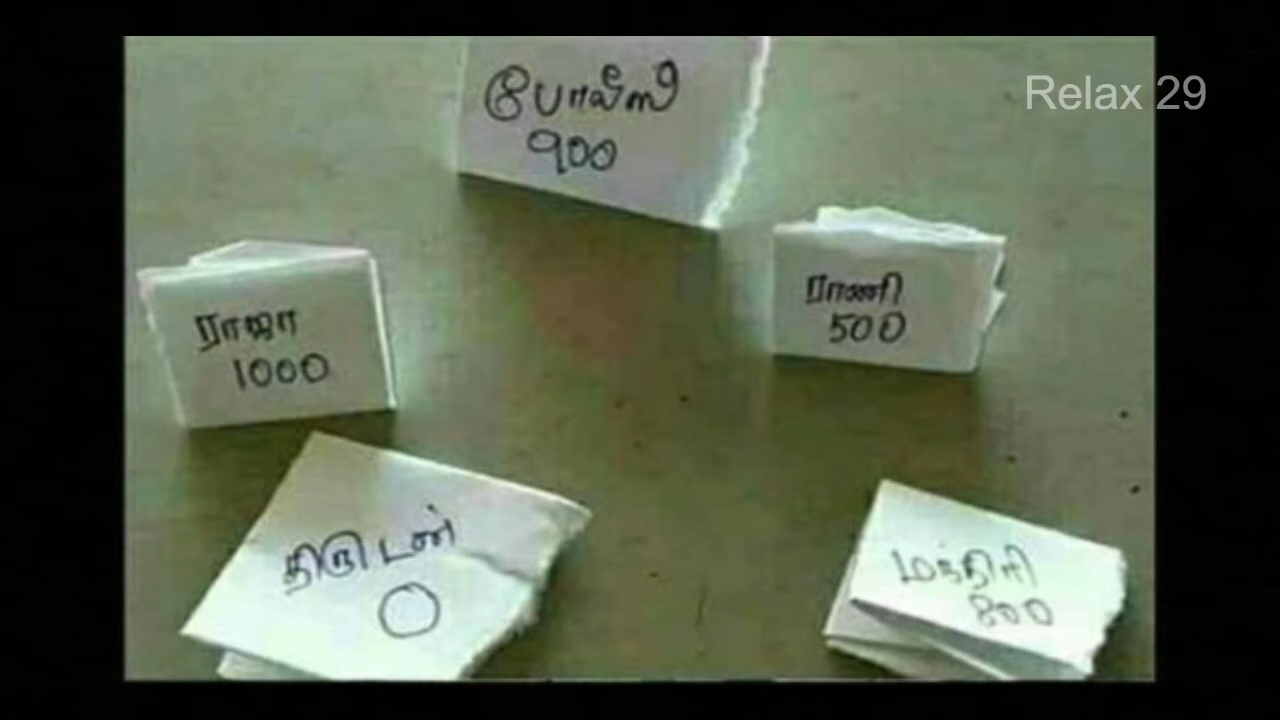 போலீஸ்
900
Relax 29
ராஜா
1000
ராணி
500
திருடன்
0
மந்திரி
800